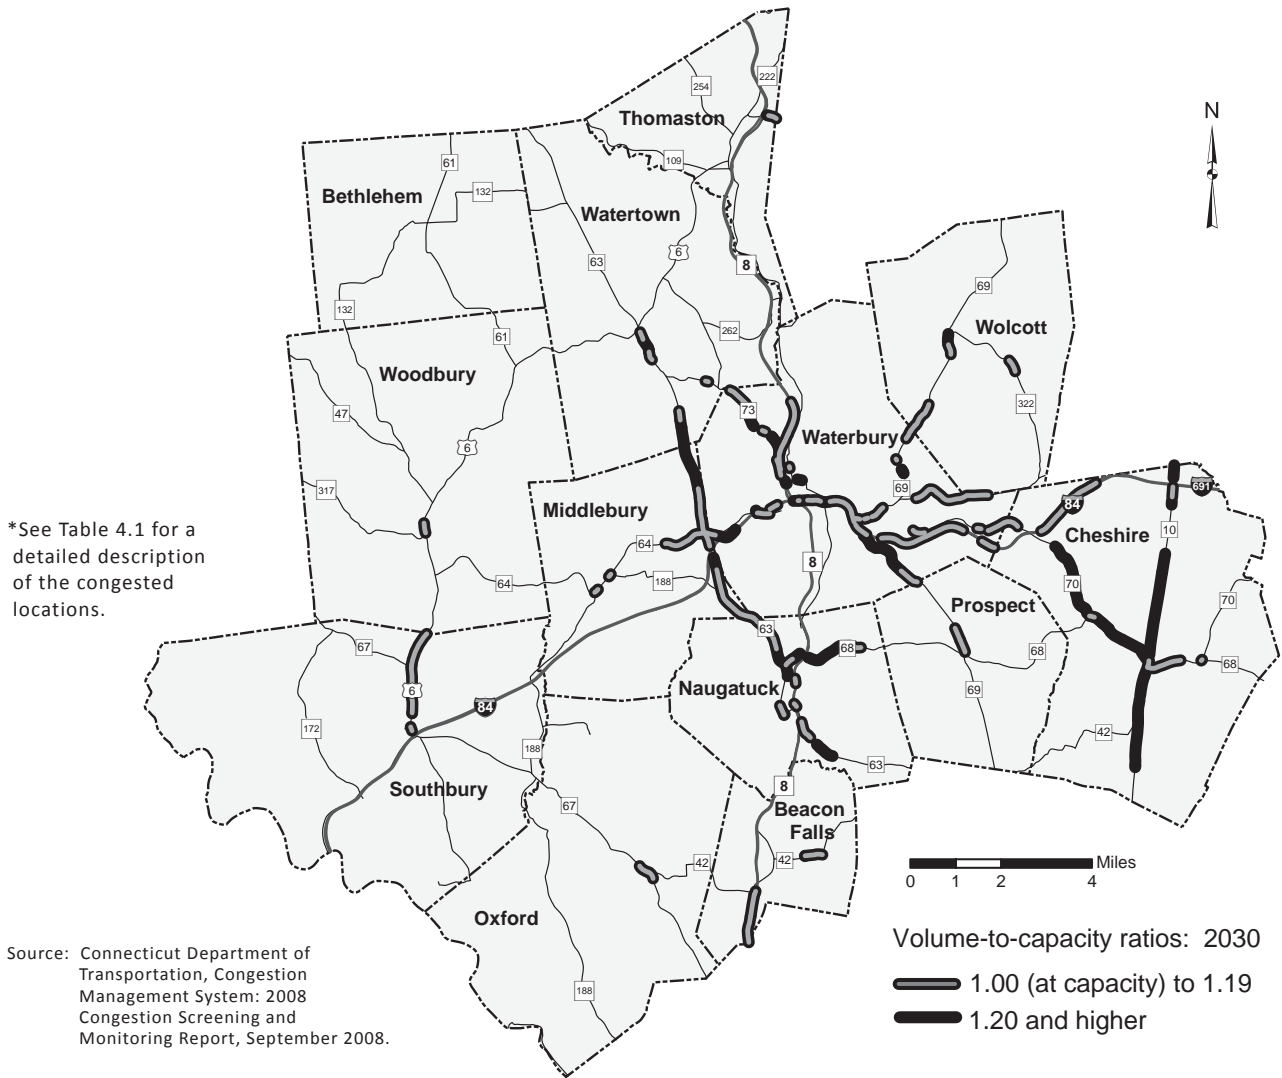 N
222
254
Thomaston
109
61
132
Bethlehem
Watertown
6
63
8
69
132
61
262
Wolcott
Woodbury
47
73
322
Waterbury
6
317
69
691
84
*See Table 4.1 for a
detailed description
of the congested
locations.
Middlebury
10
Cheshire
64
8
64
188
70
70
Prospect
63
67
68
68
68
6
Naugatuck
69
84
172
188
42
63
Southbury
8
67
Beacon
Falls
42
42
Miles
0 1 2 4
Oxford
188
Volume-to-capacity ratios: 2030
1.00 (at capacity) to 1.19
1.20 and higher
Source: Connecticut Department of
Transportation, Congestion
Management System: 2008
Congestion Screening and
Monitoring Report, September 2008.